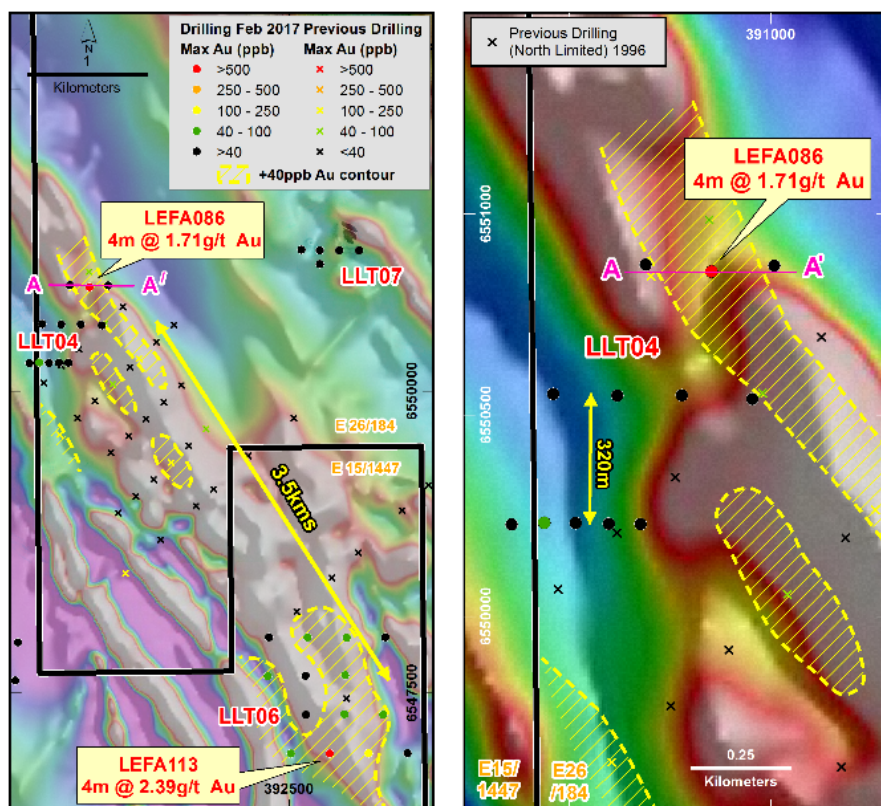 Drilling Feb 2017 Previous Drilling
Max Au (ppb) Max Au (ppb)
>500 >500
250 - 500 250 - 500
100 - 250 100 - 250
40 - 100 40 - 100
>40 <40
+40ppb Au contour
N
1
Kilometers
LEFA086
4m @ 1.71g/t Au
A A/
LLT07
LLT04
6550000
E 26/184
E 15/1447
3.5kms
6547500
LLT06
LEFA113
4m @ 2.39g/t Au
392500
Previous Drilling
(North Limited) 1996
391000
LEFA086
4m @ 1.71g/t Au
6551000
A A'
LLT04
6550500
320m
6550000
0.25
Kilometers
E15/
1447
E26
/184